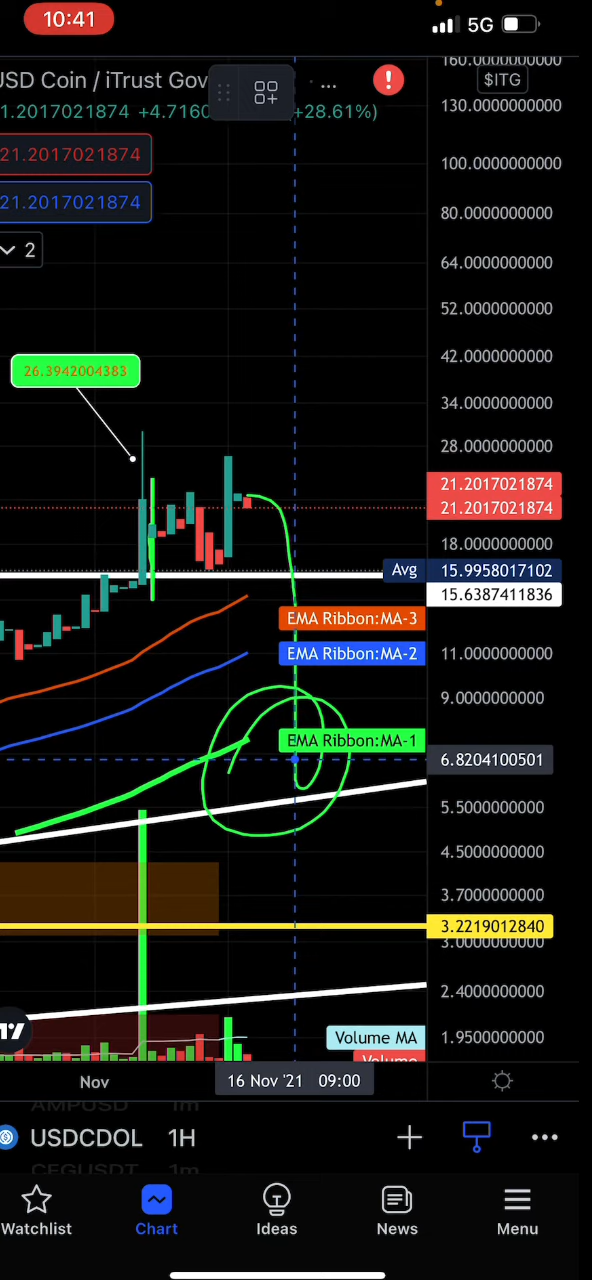 10:41
5G
USD Coin / iTrust Gov ...
1.2017021874 +4.7160 +28.61%)
$ITG
160.0000000000
130.0000000000
21.2017021874
100.0000000000
21.2017021874
80.0000000000
2
64.0000000000
52.0000000000
42.0000000000
26.3942004383
34.0000000000
28.0000000000
21.2017021874
21.2017021874
18.0000000000
Avg 15.9958017102
15.6387411836
EMA Ribbon:MA-3
EMA Ribbon:MA-2 11.0000000000
9.0000000000
EMA Ribbon:MA-1
6.8204100501
5.5000000000
4.5000000000
3.7000000000
3.2219012840
3.0000000000
2.4000000000
Volume MA 1.9500000000
Volume
Nov 16 Nov '21 09:00
AMPUSD 1m
USDCDOL 1H
CEGUSDT 1m
Watchlist Chart Ideas News Menu